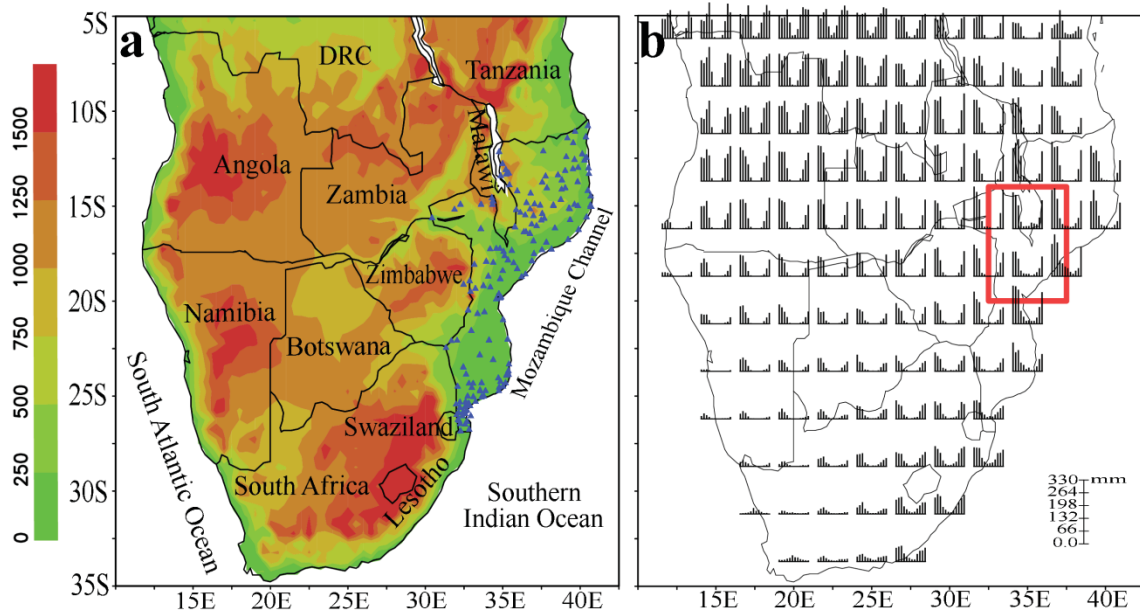 a
b
5S
10S
15S
20S
25S
30S
35S
15E
20E
25E
30E
35E
40E
1500
1250
1000
750
500
250
0
DRC
Tanzania
Angola
Malawi
Zambia
Zimbabwe
Namibia
Botswana
Mozambique Channel
Swaziland
South Africa
Lesotho
South Atlantic Ocean
Southern
Indian Ocean
15E
20E
25E
30E
35E
40E
330 mm
264
198
132
66
0.0